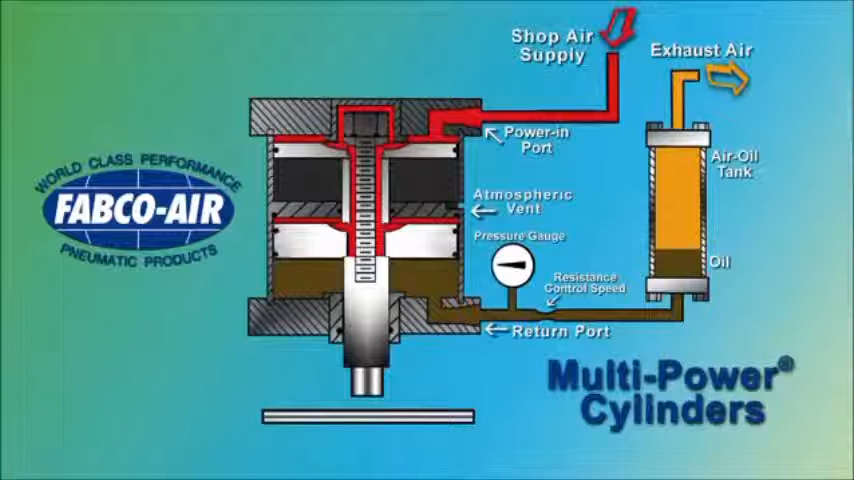 Shop Air
Supply
Exhaust Air
Power-in
Port
Air-Oil
Tank
WORLD CLASS PERFORMANCE
FABCO-AIR
PNEUMATIC PRODUCTS
Atmospheric
Vent
Pressure Gauge
Oil
Resistance
Control Speed
Return Port
Multi-Power®
Cylinders